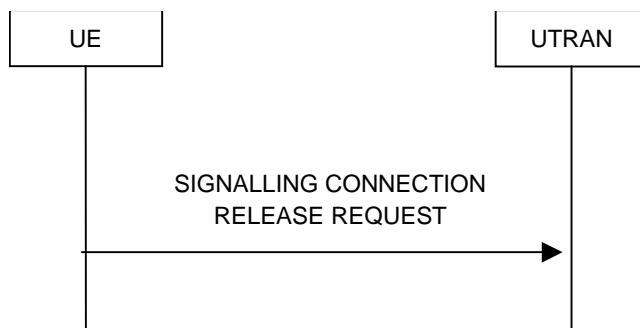 UE
UTRAN
SIGNALLING CONNECTION
RELEASE REQUEST